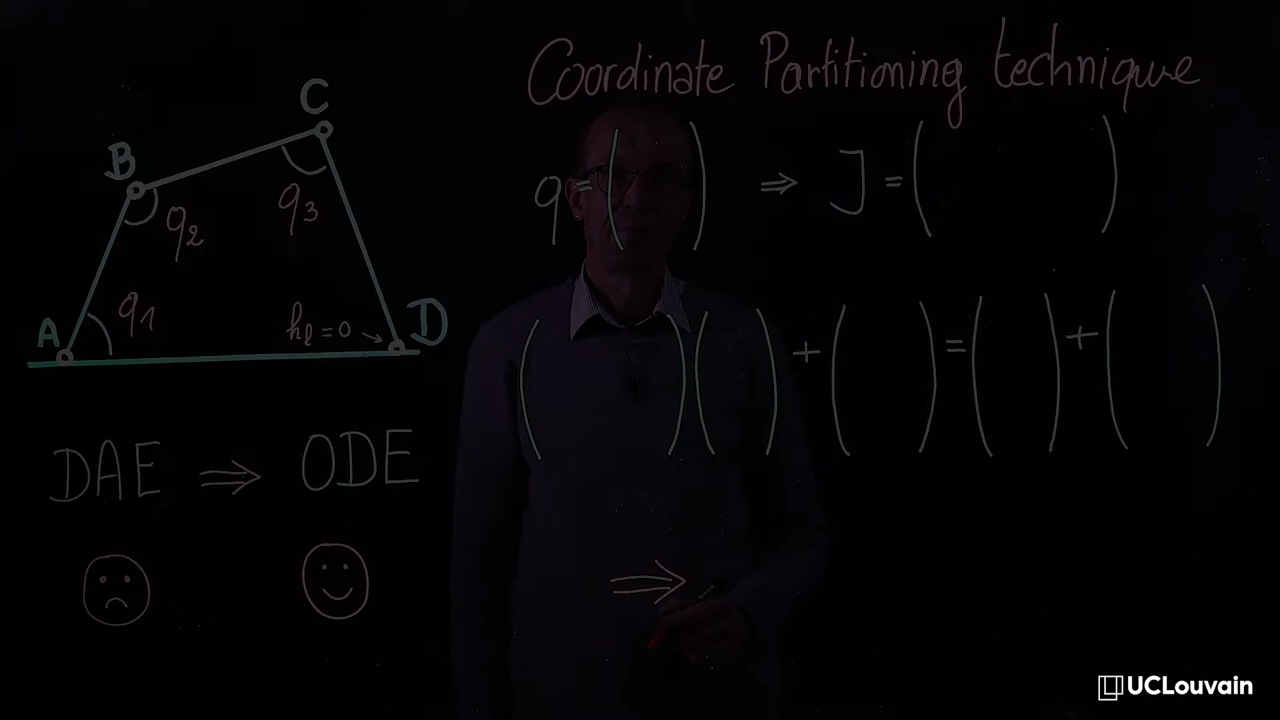 Coordinate Partitioning technique
q = ( ) ⇒ J = ( )
( ) ( ) + ( ) = ( ) + ( )
⇒
C
B
q2
q3
A
q1
hl=0
D
DAE ⇒ ODE
UCLouvain